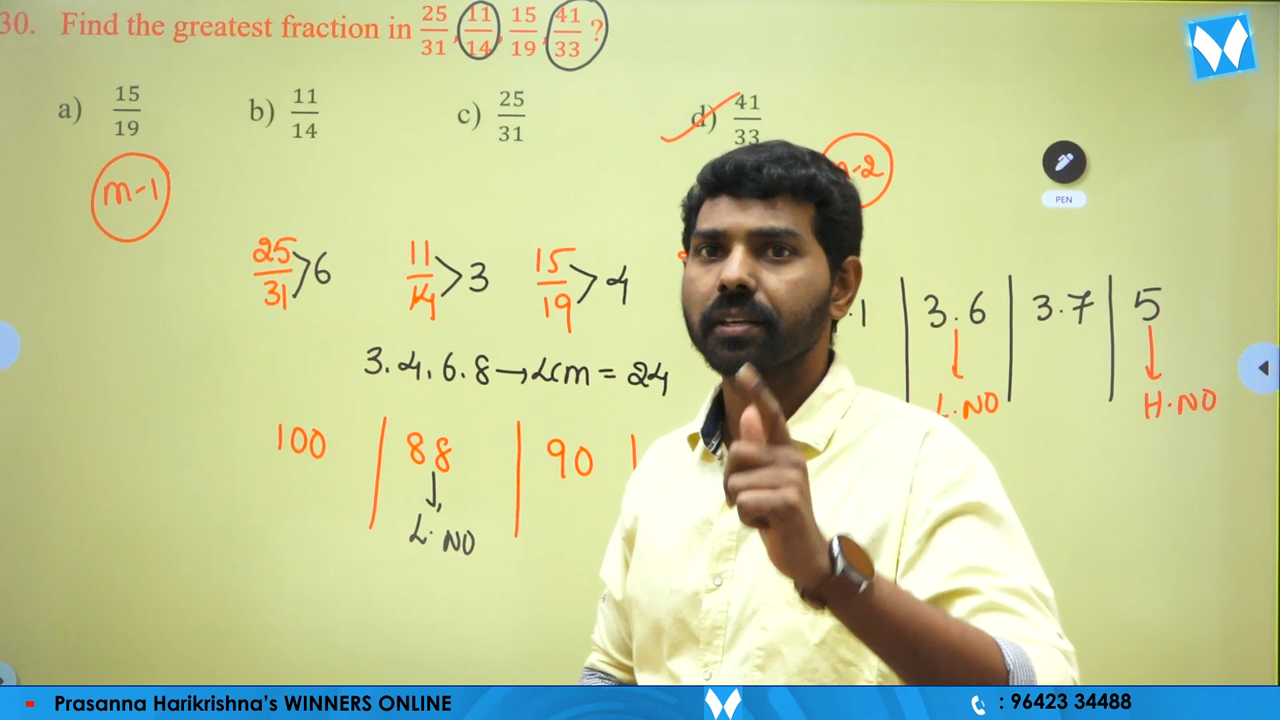 30. Find the greatest fraction in 25/31, 11/14, 15/19, 41/33 ?
a) 15/19 b) 11/14 c) 25/31 d) 41/33
m-1
-2
PEN
25/31 > 6 11/14 > 3 15/19 > 4
.1 | 3.6 | 3.7 | 5
3.4.6.8 → LCM = 24
L.NO H.NO
100 | 88 | 90 |
L.NO
Prasanna Harikrishna's WINNERS ONLINE
: 96423 34488